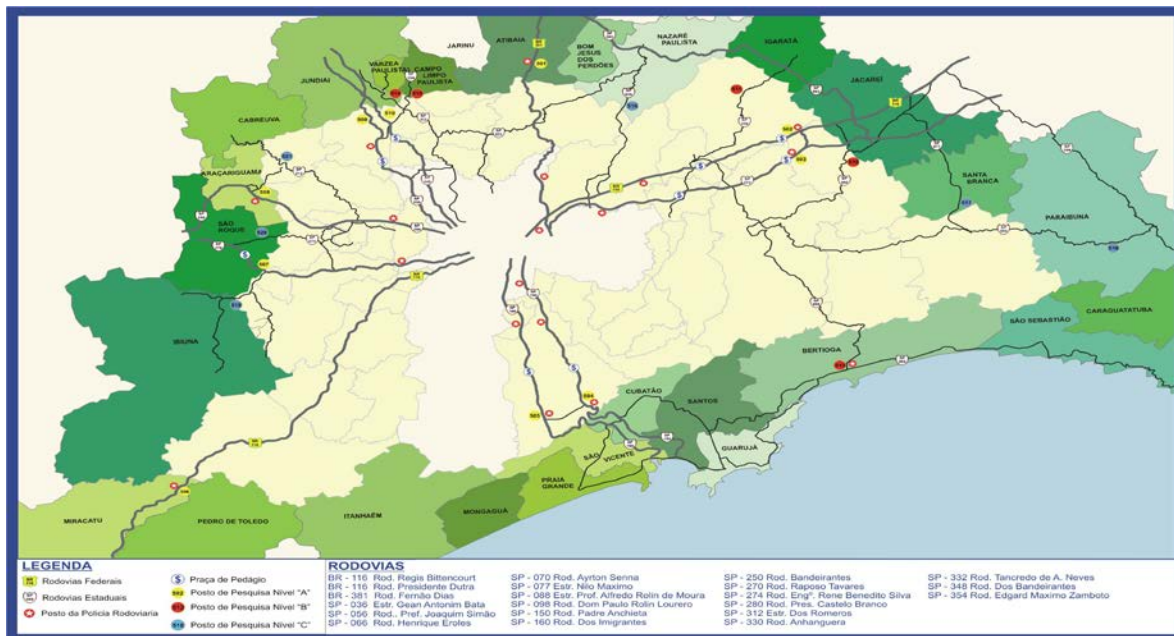 JARINU
ATIBAIA
NAZARÉ
PAULISTA
IGARATÁ
BOM
JESUS
DOS
PERDÕES
VARZEA
PAULISTA
CAMPO
LIMPO
PAULISTA
JUNDIAI
JACAREÍ
CABREUVA
ARAÇARIGUAMA
SANTA
BRANCA
SÃO
ROQUE
PARAIBUNA
IBIUNA
CARAGUATATUBA
SÃO SEBASTIÃO
BERTIOGA
CUBATÃO
SANTOS
GUARUJÁ
SÃO
VICENTE
PRAIA
GRANDE
MONGAGUÁ
ITANHAÉM
PEDRO DE TOLEDO
MIRACATU
LEGENDA
Rodovias Federais
Rodovias Estaduais
Posto da Policia Rodoviaria
Praça de Pedágio
Posto de Pesquisa Nível "A"
Posto de Pesquisa Nível "B"
Posto de Pesquisa Nível "C"
RODOVIAS
BR - 116 Rod. Regis Bittencourt
BR - 116 Rod. Presidente Dutra
BR - 381 Rod. Fernão Dias
SP - 036 Estr. Gean Antonim Bata
SP - 056 Rod.. Pref. Joaquim Simão
SP - 066 Rod. Henrique Eroles
SP - 070 Rod. Ayrton Senna
SP - 077 Estr. Nilo Maximo
SP - 088 Estr. Prof. Alfredo Rolin de Moura
SP - 098 Rod. Dom Paulo Rolin Lourero
SP - 150 Rod. Padre Anchieta
SP - 160 Rod. Dos Imigrantes
SP - 250 Rod. Bandeirantes
SP - 270 Rod. Raposo Tavares
SP - 274 Rod. Engº. Rene Benedito Silva
SP - 280 Rod. Pres. Castelo Branco
SP - 312 Estr. Dos Romeros
SP - 330 Rod. Anhanguera
SP - 332 Rod. Tancredo de A. Neves
SP - 348 Rod. Dos Bandeirantes
SP - 354 Rod. Edgard Maximo Zamboto